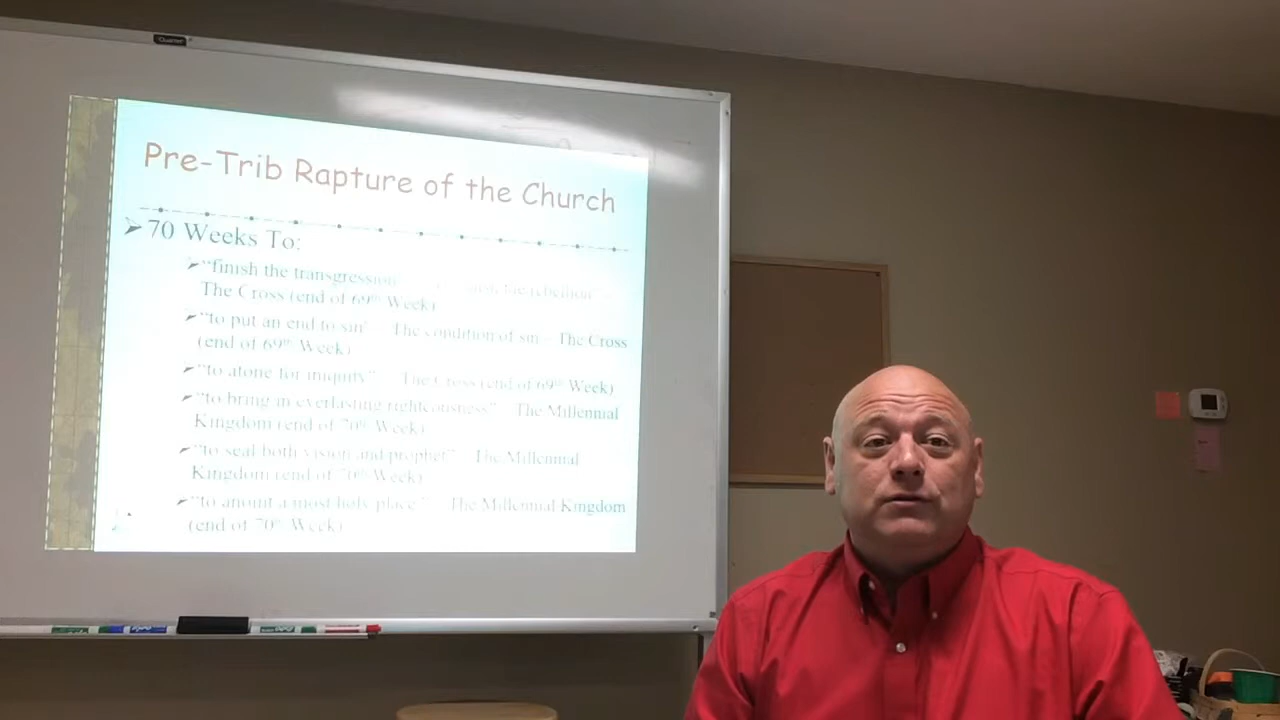 Quartet
Pre-Trib Rapture of the Church
70 Weeks To:
"finish the transgression the rebellion"
The Cross (end of 69th Week)
"to put an end to sin" – The condition of sin – The Cross
(end of 69th Week)
"to atone for iniquity" – The Cross (end of 69th Week)
"to bring in everlasting righteousness" – The Millennial
Kingdom (end of 70th Week)
"to seal both vision and prophet" – The Millennial
Kingdom (end of 70th Week)
"to anoint a most holy place" – The Millennial Kingdom
(end of 70th Week)